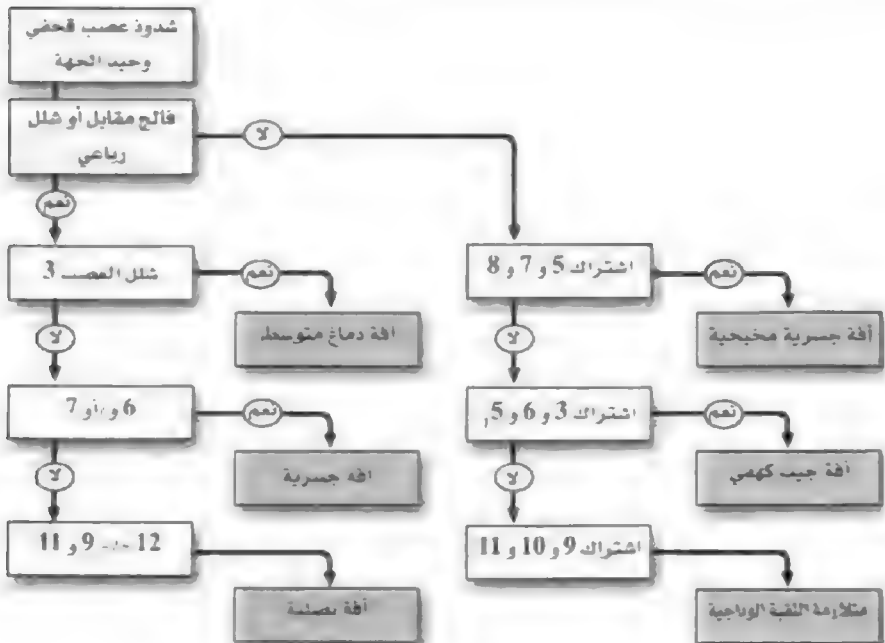 شذوذ عصب قحفي
وحيد الجهة
فالج مقابل أو شلل
رباعي
لا
نعم
شلل العصب 3
نعم
اشتراك 5 و 7 و 8
نعم
لا
آفة دماغ متوسط
لا
آفة جسرية مخيخية
6 و/أو 7
نعم
اشتراك 3 و 6 و 5
نعم
لا
آفة جسرية
لا
آفة جيب كهفي
12 +/- 9 و 11
اشتراك 9 و 10 و 11
آفة بصلية
متلازمة الثقبة الوداجية